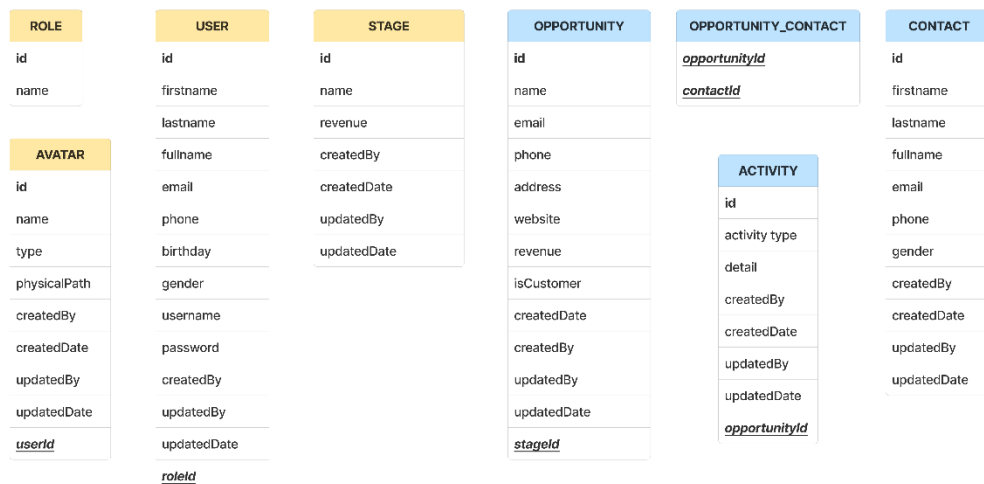 ROLE
id
name
AVATAR
id
name
type
physicalPath
createdBy
createdDate
updatedBy
updatedDate
userId
USER
id
firstname
lastname
fullname
email
phone
birthday
gender
username
password
createdBy
updatedBy
updatedDate
roleId
STAGE
id
name
revenue
createdBy
createdDate
updatedBy
updatedDate
OPPORTUNITY
id
name
email
phone
address
website
revenue
isCustomer
createdDate
createdBy
updatedBy
updatedDate
stageId
OPPORTUNITY_CONTACT
opportunityId
contactId
ACTIVITY
id
activity type
detail
createdBy
createdDate
updatedBy
updatedDate
opportunityId
CONTACT
id
firstname
lastname
fullname
email
phone
gender
createdBy
createdDate
updatedBy
updatedDate